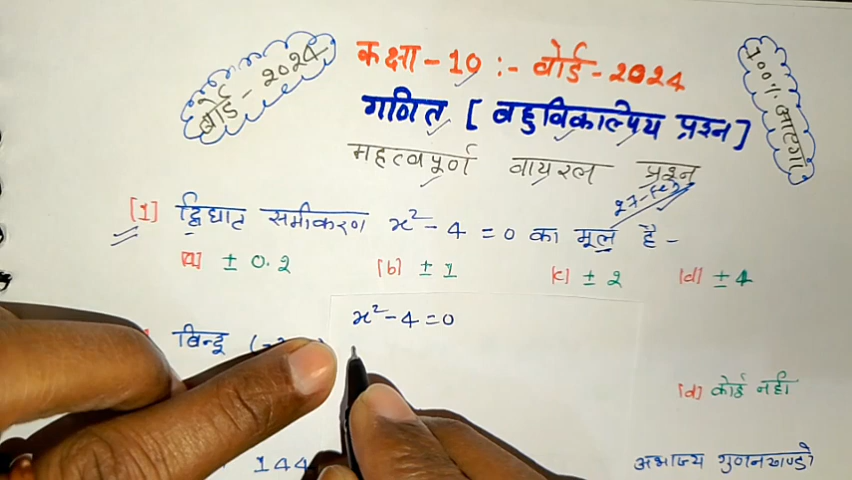 बोर्ड - 2024
कक्षा - 10 :- बोर्ड - 2024
100% आएगा
गणित [ बहुविकल्पिय प्रश्न ]
महत्वपूर्ण वायरल प्रश्न
[1] द्विघात समीकरण x² - 4 = 0 का मूल है -
[a] ± 0.2 [b] ± 1 [c] ± 2 [d] ± 4
x² - 4 = 0
बिन्दू
[d] कोई नहीं
144
अभाज्य गुणनखण्डो